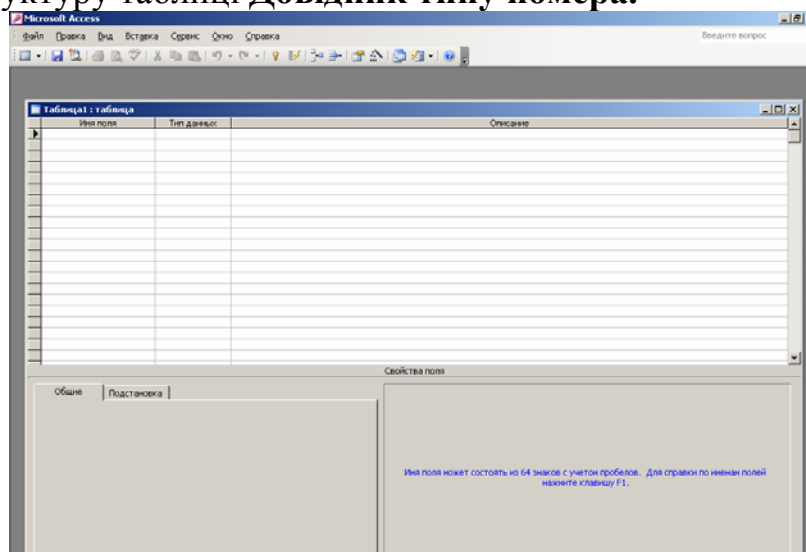 уктуру таблиці Довідник типу номера.
Microsoft Access
Файл Правка Вид Вставка Сервис Окно Справка Введите вопрос
Таблица1 : таблица
Имя поля Тип данных Описание
Свойства поля
Общие Подстановка
Имя поля может состоять из 64 знаков с учетом пробелов. Для справки по именам полей
нажмите клавишу F1.